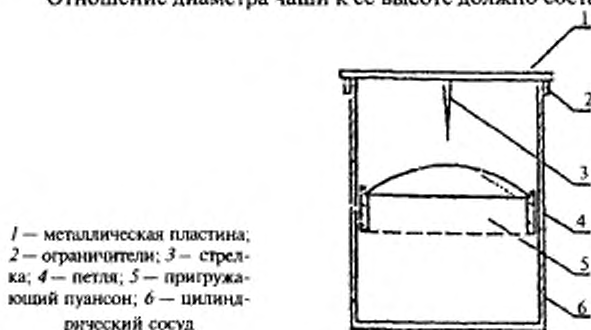 Отношение диаметра чаши к ее высоте должно соста
1
2
3
4
5
6
1 — металлическая пластина;
2 — ограничители; 3 — стрел-
ка; 4 — петля; 5 — пригружа-
ющий пуансон; 6 — цилинд-
рический сосуд